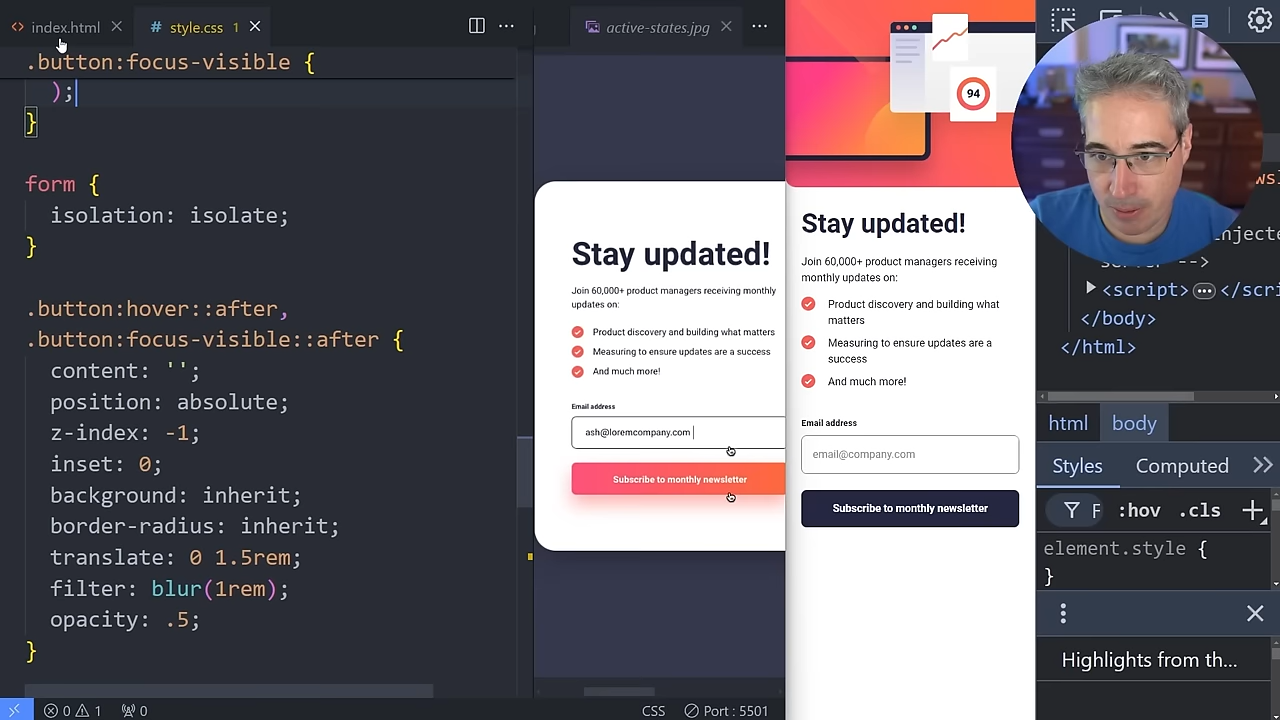 index.html
# style.css 1
active-states.jpg
.button:focus-visible {
);
}
form {
isolation: isolate;
}
.button:hover::after,
.button:focus-visible::after {
content: '';
position: absolute;
z-index: -1;
inset: 0;
background: inherit;
border-radius: inherit;
translate: 0 1.5rem;
filter: blur(1rem);
opacity: .5;
}
0 1
0
CSS
Port : 5501
Stay updated!
Join 60,000+ product managers receiving monthly
updates on:
Product discovery and building what matters
Measuring to ensure updates are a success
And much more!
Email address
ash@loremcompany.com
Subscribe to monthly newsletter
94
Stay updated!
Join 60,000+ product managers receiving
monthly updates on:
Product discovery and building what
matters
Measuring to ensure updates are a
success
And much more!
Email address
email@company.com
Subscribe to monthly newsletter
server -->
<script> </scr
</body>
</html>
html body
Styles Computed
F :hov .cls
element.style {
}
Highlights from th...